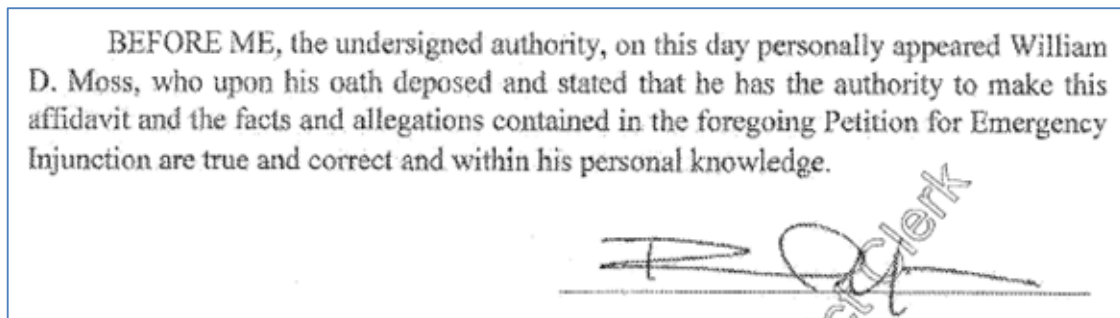 BEFORE ME, the undersigned authority, on this day personally appeared William
D. Moss, who upon his oath deposed and stated that he has the authority to make this
affidavit and the facts and allegations contained in the foregoing Petition for Emergency
Injunction are true and correct and within his personal knowledge.
Clerk